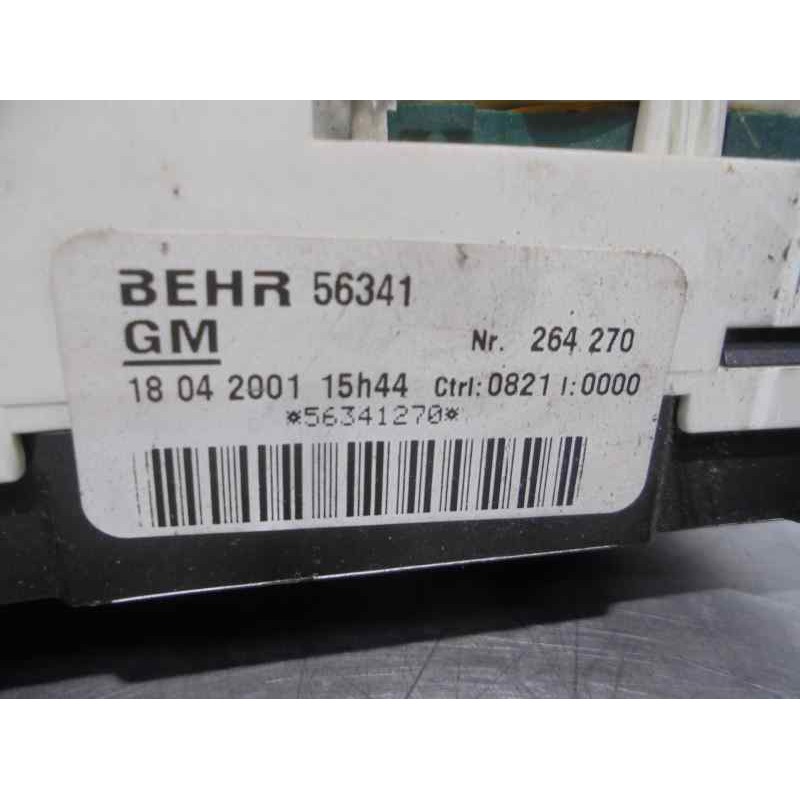 BEHR 56341
GM Nr. 264 270
18 04 2001 15h44 Ctrl:0821 I:0000
*56341270*